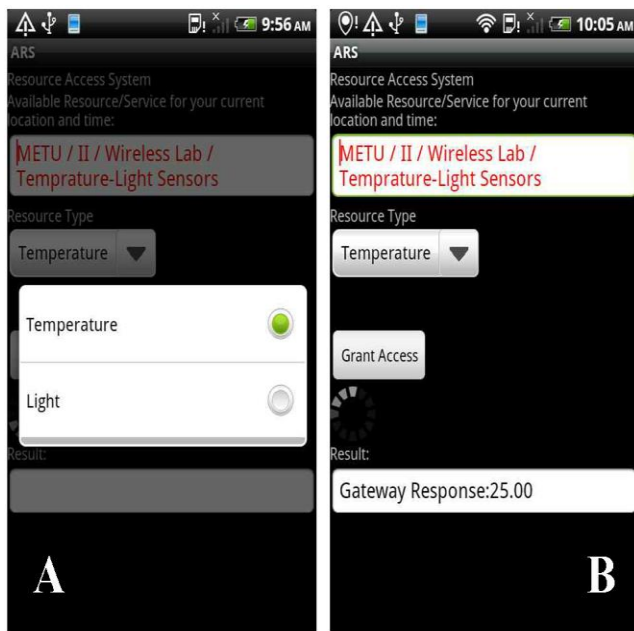 9:56 AM
ARS
Resource Access System
Available Resource/Service for your current
location and time:
METU / II / Wireless Lab /
Temprature-Light Sensors
Resource Type
Temperature
Temperature
Light
Result:
A
10:05 AM
ARS
Resource Access System
Available Resource/Service for your current
location and time:
METU / II / Wireless Lab /
Temprature-Light Sensors
Resource Type
Temperature
Grant Access
Result:
Gateway Response:25.00
B